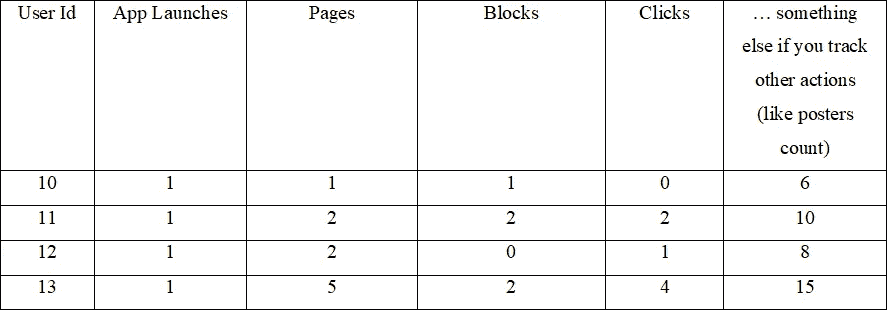 User Id App Launches Pages Blocks Clicks … something
else if you track
other actions
(like posters
count)
10 1 1 1 0 6
11 1 2 2 2 10
12 1 2 0 1 8
13 1 5 2 4 15